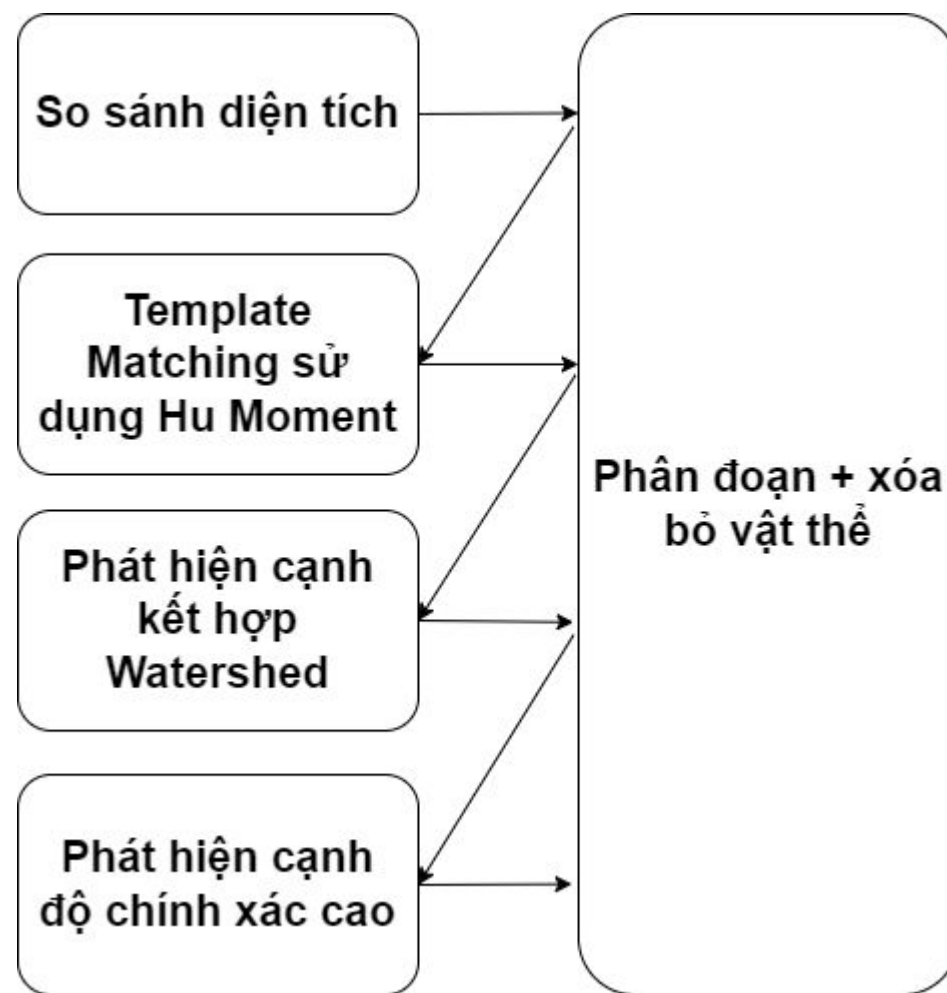 So sánh diện tích
Template
Matching sử
dụng Hu Moment
Phát hiện cạnh
kết hợp
Watershed
Phát hiện cạnh
độ chính xác cao
Phân đoạn + xóa
bỏ vật thể